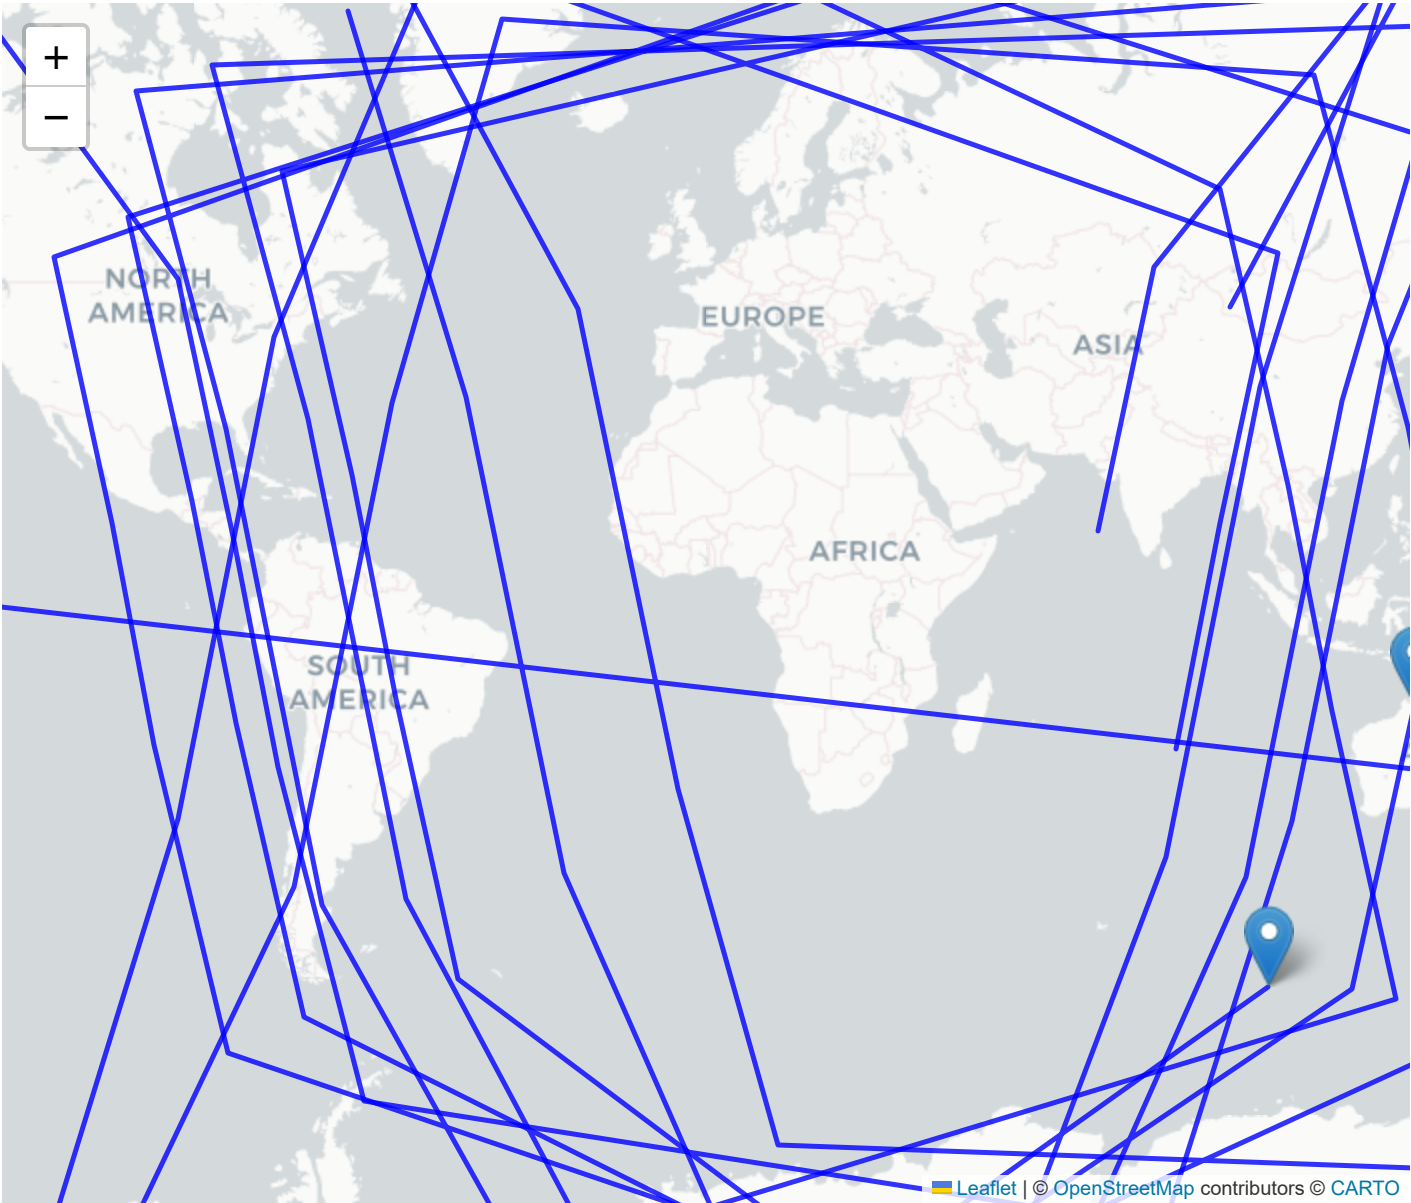 +
−
NORTH
AMERICA
EUROPE
ASIA
AFRICA
SOUTH
AMERICA
Leaflet | © OpenStreetMap contributors © CARTO